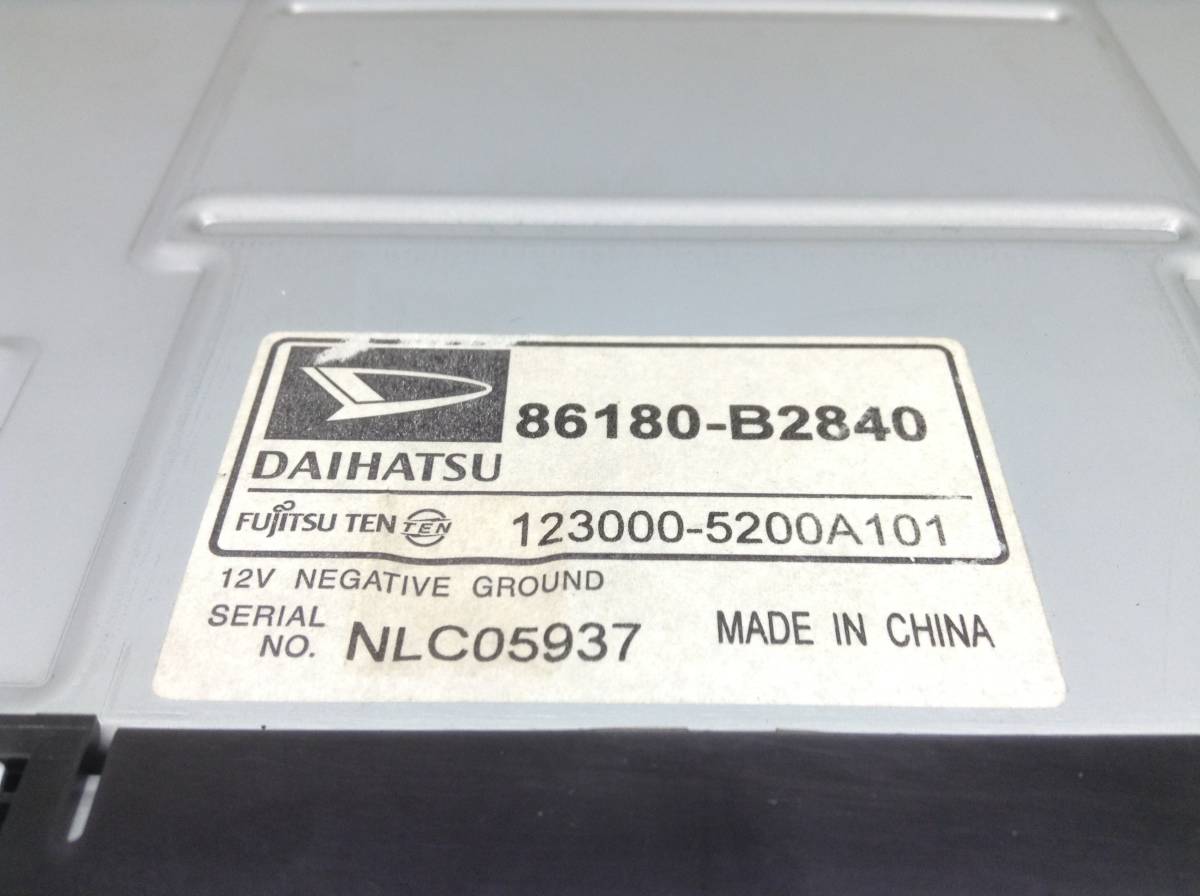 86180-B2840
DAIHATSU
FUJITSU TEN TEN 123000-5200A101
12V NEGATIVE GROUND
SERIAL
NO. NLC05937 MADE IN CHINA